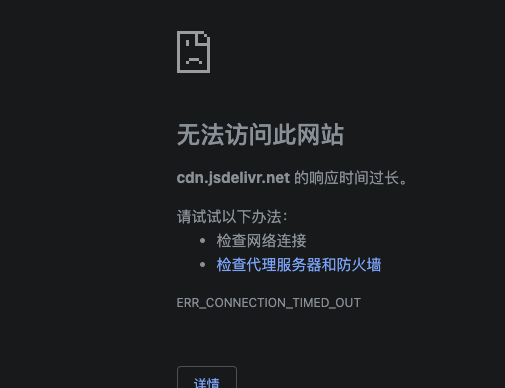 无法访问此网站
cdn.jsdelivr.net 的响应时间过长。
请试试以下办法：
• 检查网络连接
• 检查代理服务器和防火墙
ERR_CONNECTION_TIMED_OUT
详情